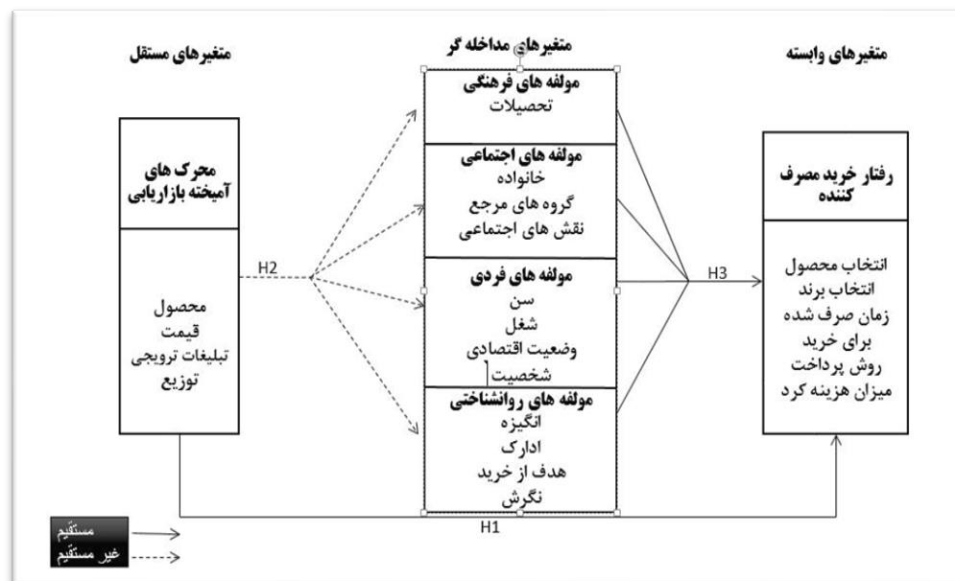 متغیرهای مستقل
متغیرهای مداخله گر
متغیرهای وابسته
محرک های
آمیخته بازاریابی
محصول
قیمت
تبلیغات ترویجی
توزیع
H2
مولفه های فرهنگی
تحصیلات
مولفه های اجتماعی
خانواده
گروه های مرجع
نقش های اجتماعی
مولفه های فردی
سن
شغل
وضعیت اقتصادی
شخصیت
مولفه های روانشناختی
انگیزه
ادارک
هدف از خرید
نگرش
H3
رفتار خرید مصرف
کننده
انتخاب محصول
انتخاب برند
زمان صرف شده
برای خرید
روش پرداخت
میزان هزینه کرد
H1
مستقیم
غیر مستقیم